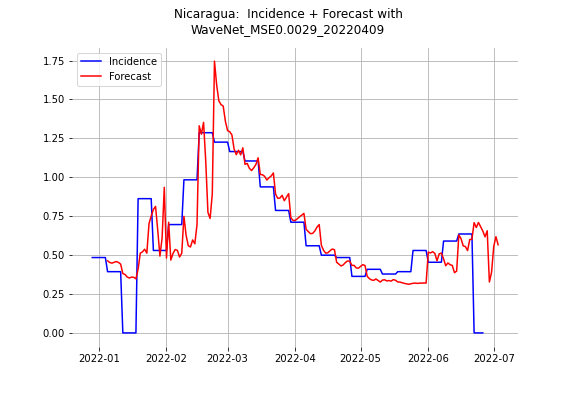 Nicaragua:  Incidence + Forecast with
WaveNet_MSE0.0029_20220409
Incidence
Forecast
1.75
1.50
1.25
1.00
0.75
0.50
0.25
0.00
2022-01 2022-02 2022-03 2022-04 2022-05 2022-06 2022-07